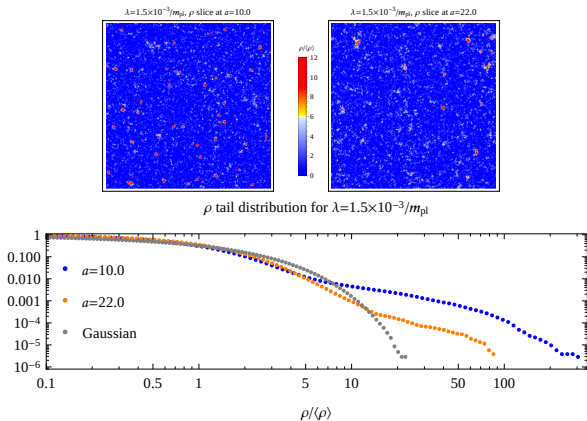 λ=1.5×10⁻³/m_pl, ρ slice at a=10.0
λ=1.5×10⁻³/m_pl, ρ slice at a=22.0
ρ/⟨ρ⟩
12
10
8
6
4
2
0
ρ tail distribution for λ=1.5×10⁻³/m_pl
1
0.100
0.010
0.001
10⁻⁴
10⁻⁵
10⁻⁶
a=10.0
a=22.0
Gaussian
0.1 0.5 1 5 10 50 100
ρ/⟨ρ⟩